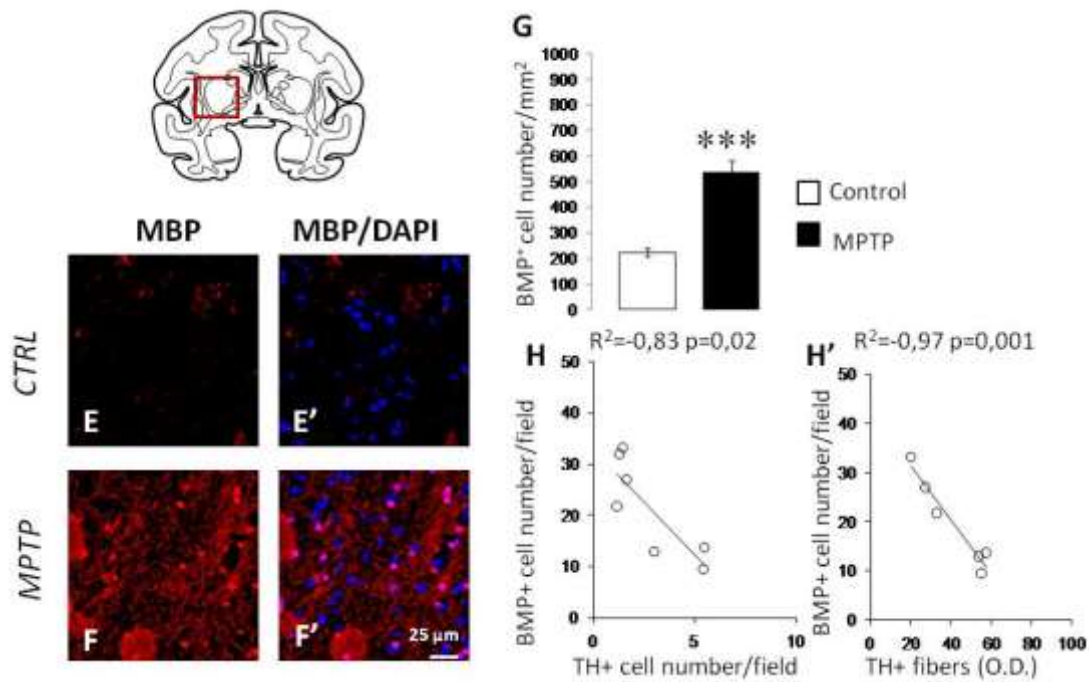 G
BMP⁺ cell number/mm²
1000
900
800
700
600
500
400
300
200
100
0
***
Control
MPTP
MBP
MBP/DAPI
CTRL
E
E'
MPTP
F
F'
25 µm
R²=-0,83 p=0,02
H
BMP+ cell number/field
50
40
30
20
10
0
0
5
10
TH+ cell number/field
R²=-0,97 p=0,001
H'
BMP+ cell number/field
50
40
30
20
10
0
0
20
40
60
80
100
TH+ fibers (O.D.)